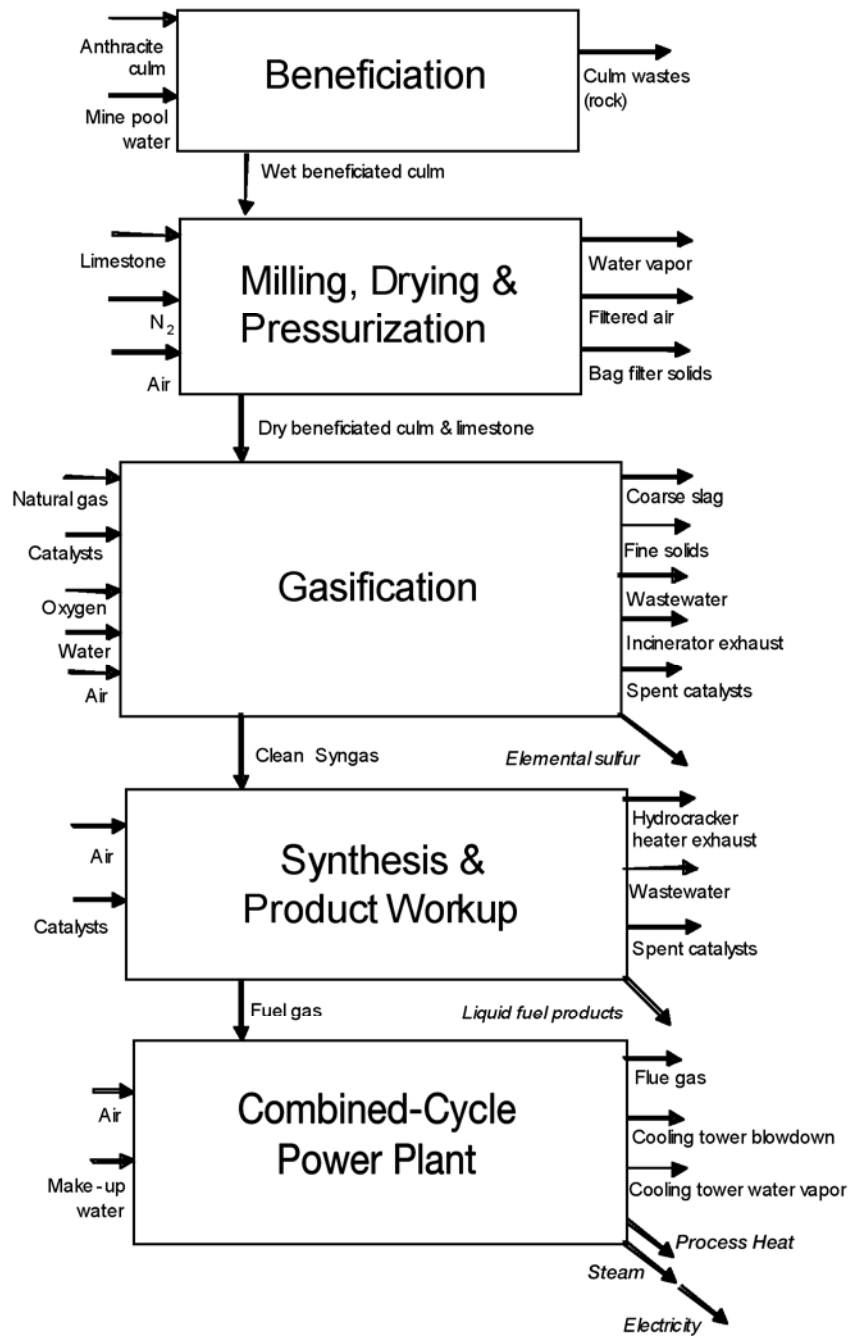 Anthracite
culm
Mine pool
water
Beneficiation
Culm wastes
(rock)
Wet beneficiated culm
Limestone
N2
Air
Milling, Drying &
Pressurization
Water vapor
Filtered air
Bag filter solids
Dry beneficiated culm & limestone
Natural gas
Catalysts
Oxygen
Water
Air
Gasification
Coarse slag
Fine solids
Wastewater
Incinerator exhaust
Spent catalysts
Elemental sulfur
Clean Syngas
Air
Catalysts
Synthesis &
Product Workup
Hydrocracker
heater exhaust
Wastewater
Spent catalysts
Liquid fuel products
Fuel gas
Air
Make-up
water
Combined-Cycle
Power Plant
Flue gas
Cooling tower blowdown
Cooling tower water vapor
Process Heat
Steam
Electricity